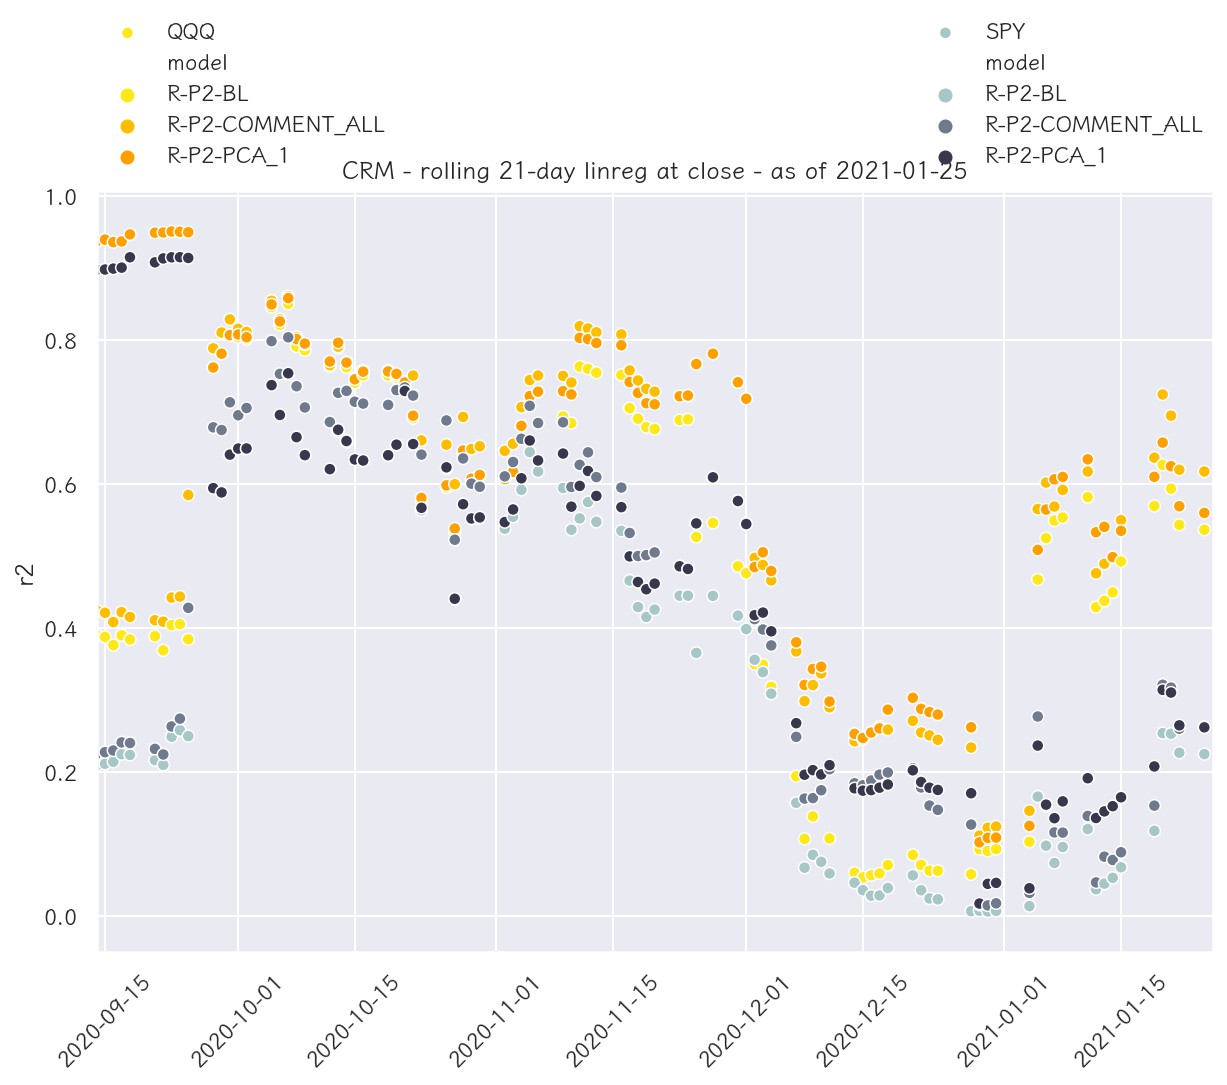 QQQ
model
R-P2-BL
R-P2-COMMENT_ALL
R-P2-PCA_1
SPY
model
R-P2-BL
R-P2-COMMENT_ALL
R-P2-PCA_1
CRM - rolling 21-day linreg at close - as of 2021-01-25
r2
1.0
0.8
0.6
0.4
0.2
0.0
2020-09-15
2020-10-01
2020-10-15
2020-11-01
2020-11-15
2020-12-01
2020-12-15
2021-01-01
2021-01-15